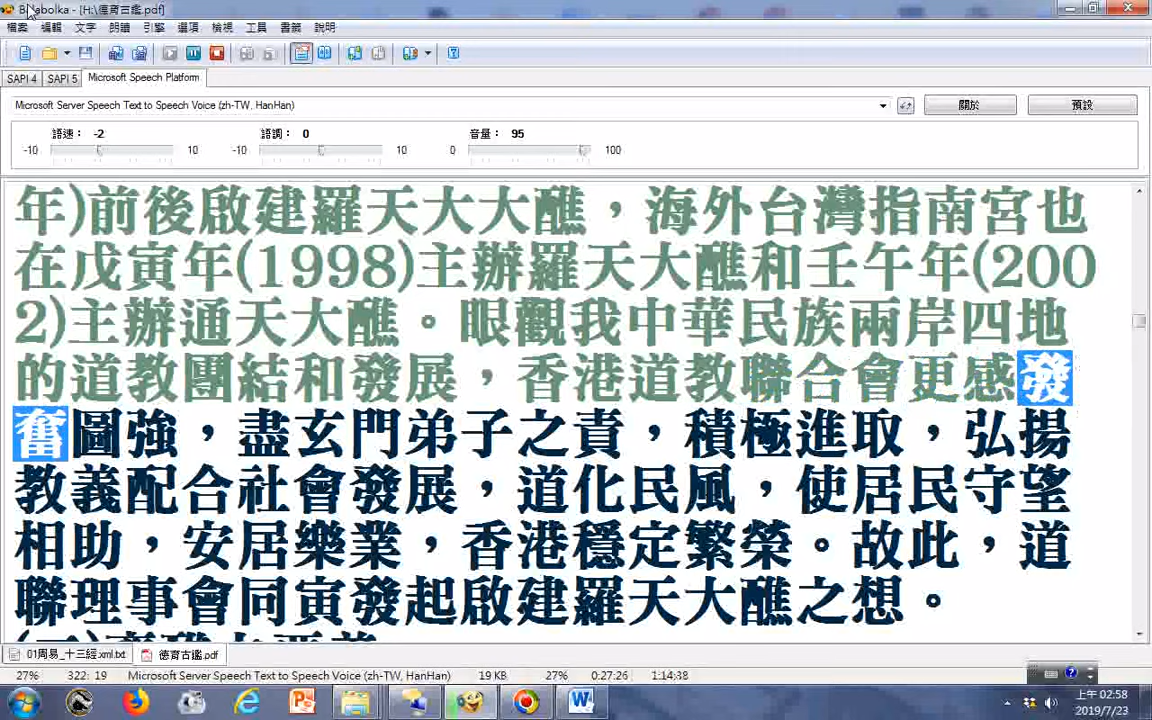 Balabolka - [H:\德育古鑑.pdf]
檔案 編輯 文字 朗讀 引擎 選項 檢視 工具 書籤 說明
SAPI 4 SAPI 5 Microsoft Speech Platform
Microsoft Server Speech Text to Speech Voice (zh-TW, HanHan) 關於 預設
語速： -2 語調： 0 音量： 95
-10 10 -10 10 0 100
年)前後啟建羅天大大醮，海外台灣指南宮也
在戊寅年(1998)主辦羅天大醮和壬午年(200
2)主辦通天大醮。眼觀我中華民族兩岸四地
的道教團結和發展，香港道教聯合會更感發
奮圖強，盡玄門弟子之責，積極進取，弘揚
教義配合社會發展，道化民風，使居民守望
相助，安居樂業，香港穩定繁榮。故此，道
聯理事會同寅發起啟建羅天大醮之想。
01周易_十三經.xml.txt 德育古鑑.pdf
27% 322: 19 Microsoft Server Speech Text to Speech Voice (zh-TW, HanHan) 19 KB 27% 0:27:26 1:14:38
上午 02:58
2019/7/23